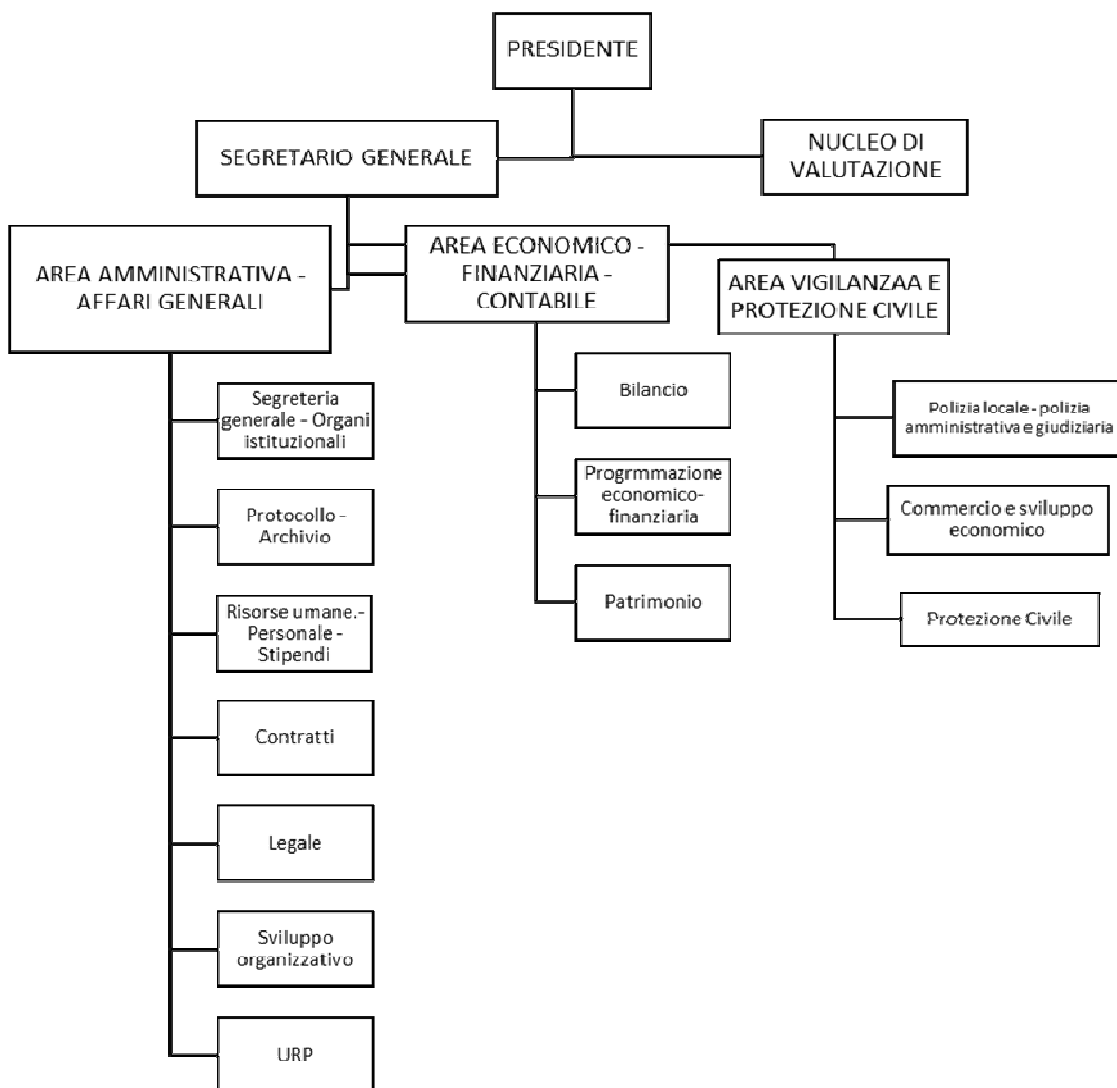 PRESIDENTE
SEGRETARIO GENERALE
NUCLEO DI
VALUTAZIONE
AREA AMMINISTRATIVA -
AFFARI GENERALI
AREA ECONOMICO -
FINANZIARIA -
CONTABILE
AREA VIGILANZAA E
PROTEZIONE CIVILE
Segreteria
generale - Organi
istituzionali
Protocollo -
Archivio
Risorse umane.-
Personale -
Stipendi
Contratti
Legale
Sviluppo
organizzativo
URP
Bilancio
Progrmmazione
economico-
finanziaria
Patrimonio
Polizia locale - polizia
amministrativa e giudiziaria
Commercio e sviluppo
economico
Protezione Civile